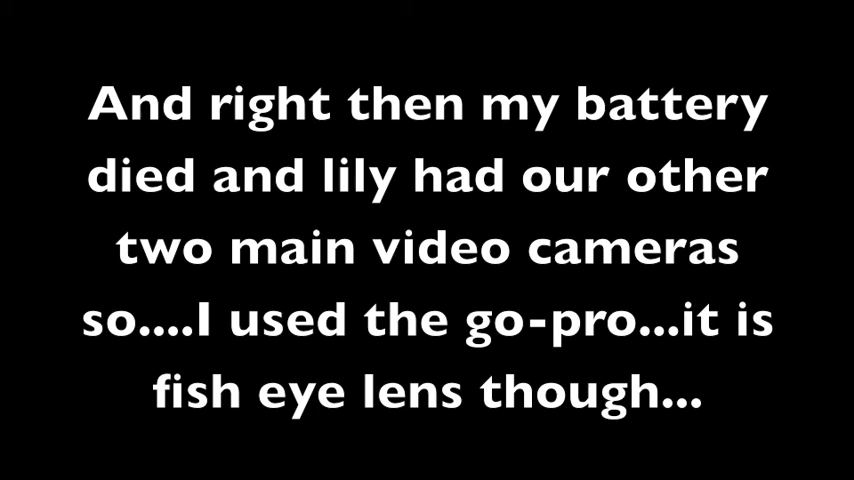 And right then my battery
died and lily had our other
two main video cameras
so....I used the go-pro...it is
fish eye lens though...